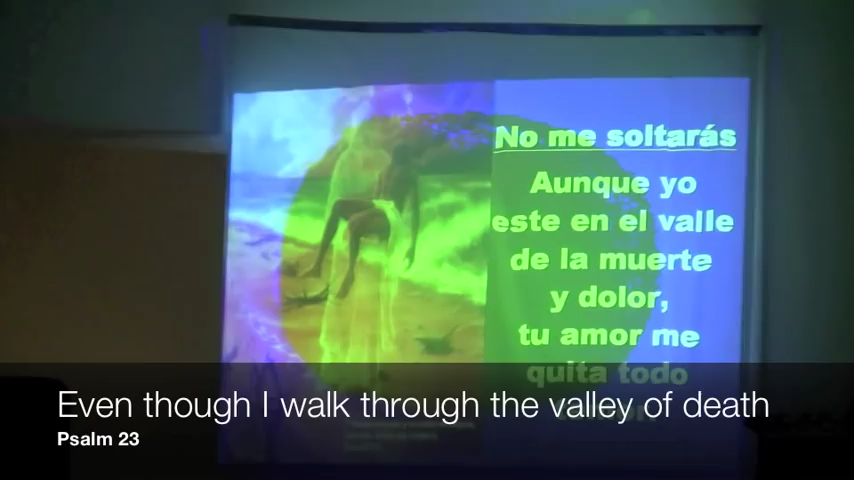 No me soltarás
Aunque yo
este en el valle
de la muerte
y dolor,
tu amor me
quita todo
Even though I walk through the valley of death
Psalm 23